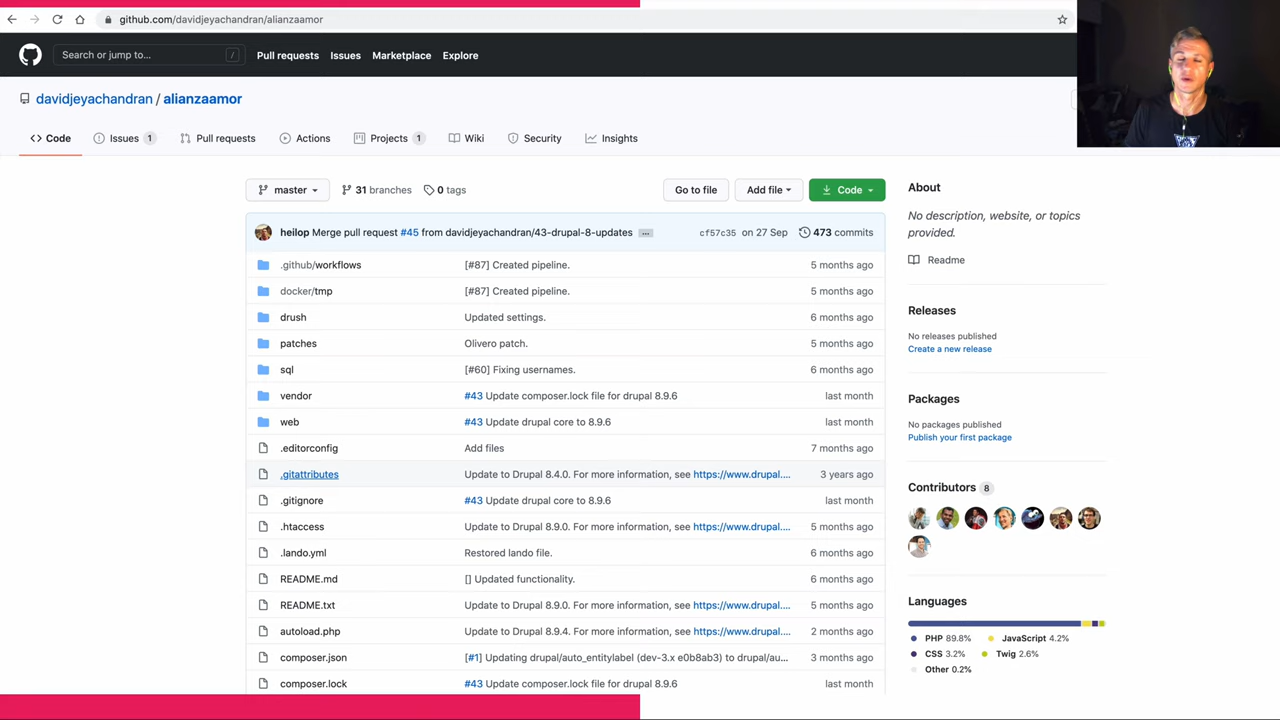 github.com/davidjeyachandran/alianzaamor
Search or jump to... / Pull requests Issues Marketplace Explore
davidjeyachandran / alianzaamor
<> Code Issues 1 Pull requests Actions Projects 1 Wiki Security Insights
master 31 branches 0 tags Go to file Add file Code
heilop Merge pull request #45 from davidjeyachandran/43-drupal-8-updates ... cf57c35 on 27 Sep 473 commits
.github/workflows [#87] Created pipeline. 5 months ago
docker/tmp [#87] Created pipeline. 5 months ago
drush Updated settings. 6 months ago
patches Olivero patch. 5 months ago
sql [#60] Fixing usernames. 6 months ago
vendor #43 Update composer.lock file for drupal 8.9.6 last month
web #43 Update drupal core to 8.9.6 last month
.editorconfig Add files 7 months ago
.gitattributes Update to Drupal 8.4.0. For more information, see https://www.drupal.... 3 years ago
.gitignore #43 Update drupal core to 8.9.6 last month
.htaccess Update to Drupal 8.9.0. For more information, see https://www.drupal.... 5 months ago
.lando.yml Restored lando file. 6 months ago
README.md [] Updated functionality. 6 months ago
README.txt Update to Drupal 8.9.0. For more information, see https://www.drupal.... 5 months ago
autoload.php Update to Drupal 8.9.4. For more information, see https://www.drupal.... 2 months ago
composer.json [#1] Updating drupal/auto_entitylabel (dev-3.x e0b8ab3) to drupal/au... 3 months ago
composer.lock #43 Update composer.lock file for drupal 8.9.6 last month
About
No description, website, or topics
provided.
Readme
Releases
No releases published
Create a new release
Packages
No packages published
Publish your first package
Contributors 8
Languages
PHP 89.8% JavaScript 4.2%
CSS 3.2% Twig 2.6%
Other 0.2%